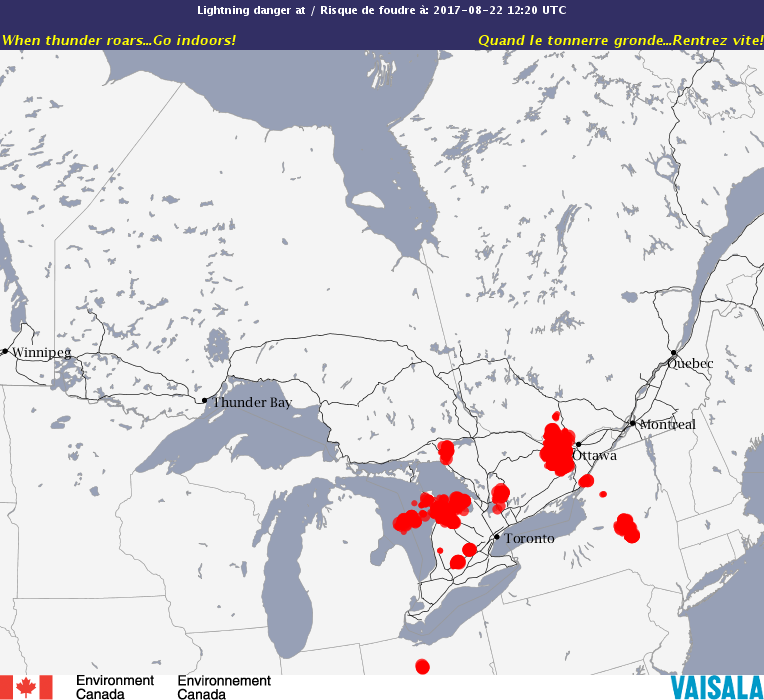 Lightning danger at / Risque de foudre à: 2017-08-22 12:20 UTC
When thunder roars...Go indoors! Quand le tonnerre gronde...Rentrez vite!
Winnipeg
Quebec
Thunder Bay
Montreal
Ottawa
Toronto
Environment Canada
Environnement Canada
VAISALA